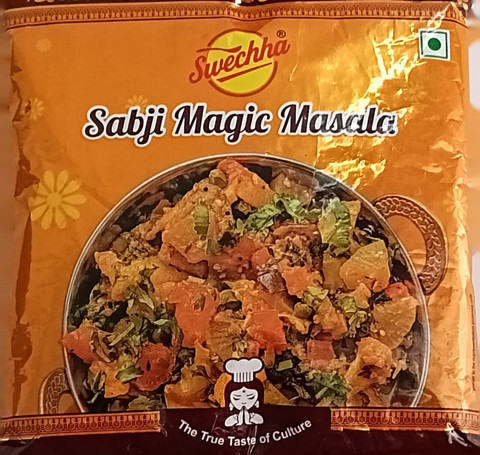 Swechha®
Sabji Magic Masala
The True Taste of Culture